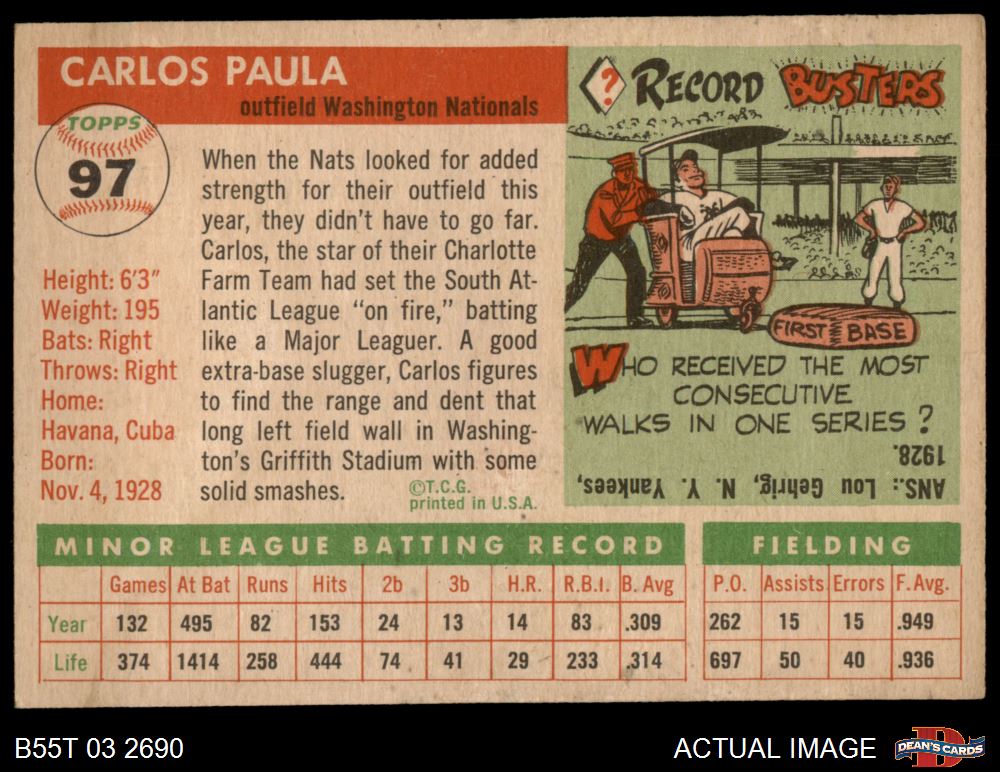 CARLOS PAULA
outfield Washington Nationals
TOPPS
97
Height: 6'3"
Weight: 195
Bats: Right
Throws: Right
Home:
Havana, Cuba
Born:
Nov. 4, 1928
When the Nats looked for added
strength for their outfield this
year, they didn't have to go far.
Carlos, the star of their Charlotte
Farm Team had set the South At-
lantic League "on fire," batting
like a Major Leaguer. A good
extra-base slugger, Carlos figures
to find the range and dent that
long left field wall in Washing-
ton's Griffith Stadium with some
solid smashes.
©T.C.G.
printed in U.S.A.
? RECORD BUSTERS
FIRST BASE
WHO RECEIVED THE MOST
CONSECUTIVE
WALKS IN ONE SERIES ?
ANS.: Lou Gehrig, N. Y. Yankees,
1928.
MINOR LEAGUE BATTING RECORD
Games At Bat Runs Hits 2b 3b H.R. R.B.I. B. Avg
Year 132 495 82 153 24 13 14 83 .309
Life 374 1414 258 444 74 41 29 233 .314
FIELDING
P.O. Assists Errors F.Avg.
262 15 15 .949
697 50 40 .936
B55T 03 2690
ACTUAL IMAGE
D
DEAN'S CARDS